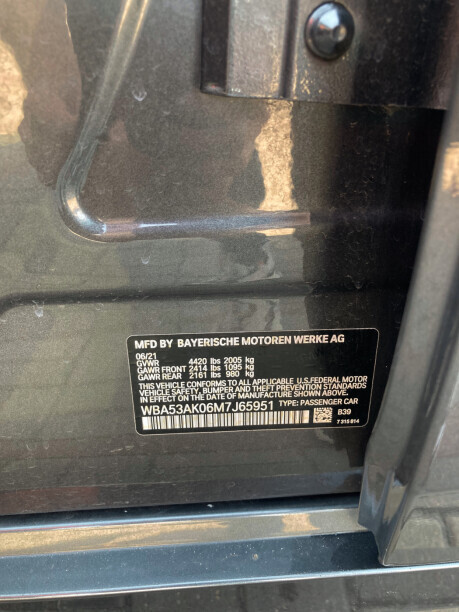 MFD BY BAYERISCHE MOTOREN WERKE AG
06/21
GVWR 4420 lbs 2005 kg
GAWR FRONT 2414 lbs 1095 kg
GAWR REAR 2161 lbs 980 kg
THIS VEHICLE CONFORMS TO ALL APPLICABLE U.S.FEDERAL MOTOR
VEHICLE SAFETY, BUMPER AND THEFT PREVENTION STANDARDS
IN EFFECT ON THE DATE OF MANUFACTURE SHOWN ABOVE.
WBA53AK06M7J65951 TYPE: PASSENGER CAR
B39
7 315 814